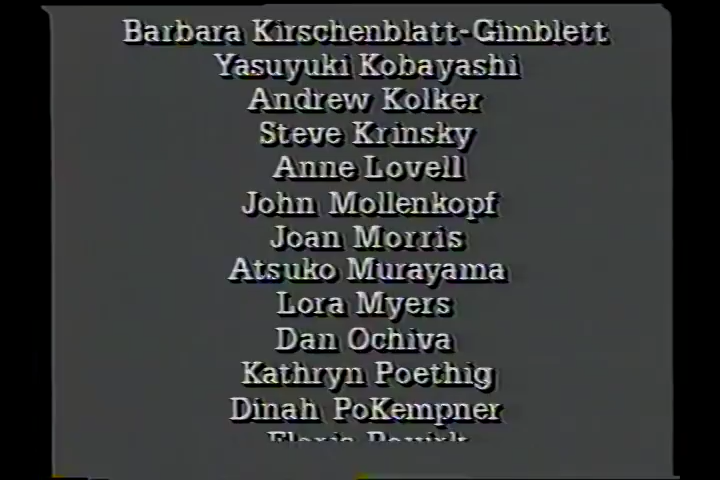 Barbara Kirschenblatt-Gimblett
Yasuyuki Kobayashi
Andrew Kolker
Steve Krinsky
Anne Lovell
John Mollenkopf
Joan Morris
Atsuko Murayama
Lora Myers
Dan Ochiva
Kathryn Poethig
Dinah PoKempner